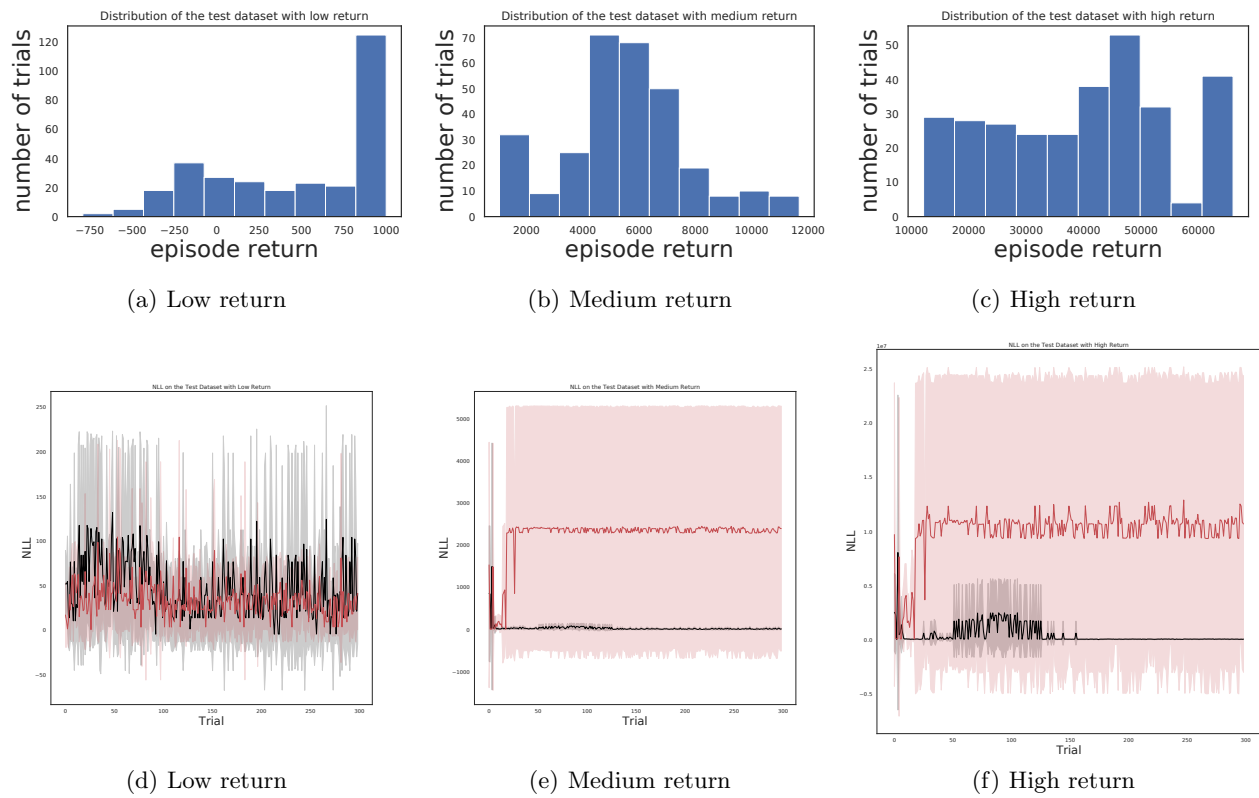 Distribution of the test dataset with low return
number of trials
120
100
80
60
40
20
0
−750 −500 −250 0 250 500 750 1000
episode return
(a) Low return
Distribution of the test dataset with medium return
number of trials
70
60
50
40
30
20
10
0
2000 4000 6000 8000 10000 12000
episode return
(b) Medium return
Distribution of the test dataset with high return
number of trials
50
40
30
20
10
0
10000 20000 30000 40000 50000 60000
episode return
(c) High return
NLL on the Test Dataset with Low Return
NLL
250
200
150
100
50
0
−50
0 50 100 150 200 250 300
Trial
(d) Low return
NLL on the Test Dataset with Medium Return
NLL
5000
4000
3000
2000
1000
0
−1000
0 50 100 150 200 250 300
Trial
(e) Medium return
1e7
NLL on the Test Dataset with High Return
NLL
2.5
2.0
1.5
1.0
0.5
0.0
−0.5
0 50 100 150 200 250 300
Trial
(f) High return